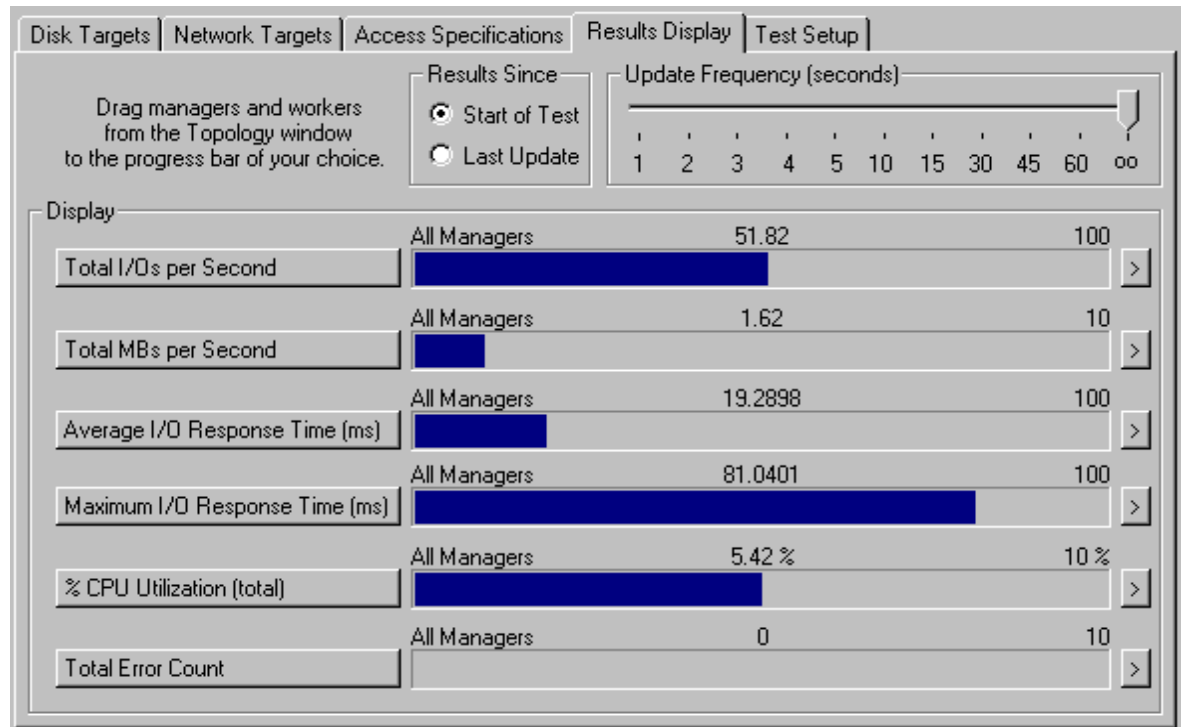 Disk Targets Network Targets Access Specifications Results Display Test Setup
Drag managers and workers
from the Topology window
to the progress bar of your choice.
Results Since
Start of Test
Last Update
Update Frequency (seconds)
1 2 3 4 5 10 15 30 45 60 oo
Display
All Managers 51.82 100
Total I/Os per Second >
All Managers 1.62 10
Total MBs per Second >
All Managers 19.2898 100
Average I/O Response Time (ms) >
All Managers 81.0401 100
Maximum I/O Response Time (ms) >
All Managers 5.42 % 10 %
% CPU Utilization (total) >
All Managers 0 10
Total Error Count >